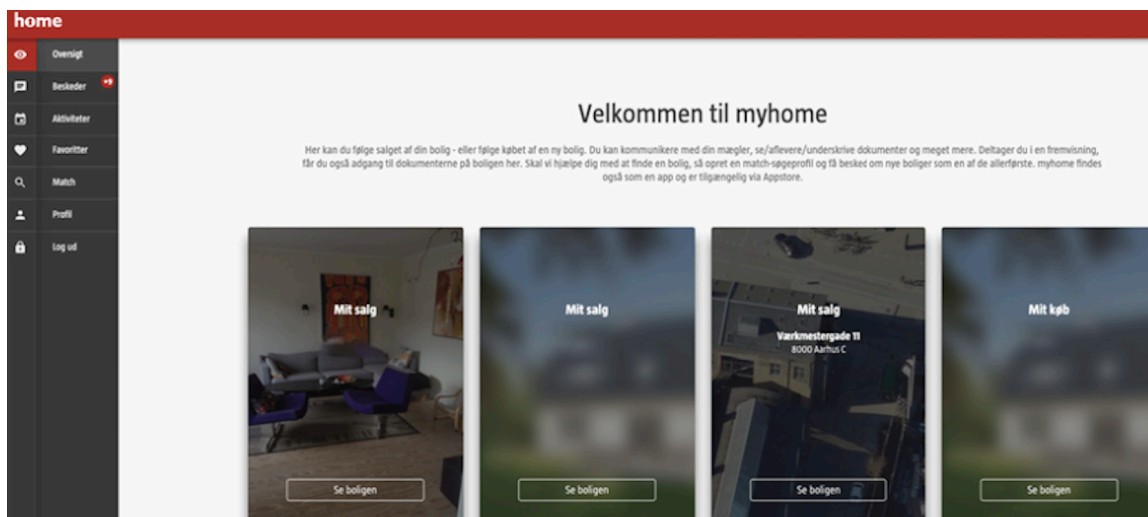 home
Oversigt
Beskeder
+9
Aktiviteter
Favoritter
Match
Profil
Log ud
Velkommen til myhome
Her kan du følge salget af din bolig - eller følge købet af en ny bolig. Du kan kommunikere med din mægler, se/aflevere/underskrive dokumenter og meget mere. Deltager du i en fremvisning,
får du også adgang til dokumenterne på boligen her. Skal vi hjælpe dig med at finde en bolig, så opret en match-søgeprofil og få besked om nye boliger som en af de allerførste. myhome findes
også som en app og er tilgængelig via Appstore.
Mit salg
Se boligen
Mit salg
Se boligen
Mit salg
Værkmestergade 11
8000 Aarhus C
Se boligen
Mit køb
Se boligen